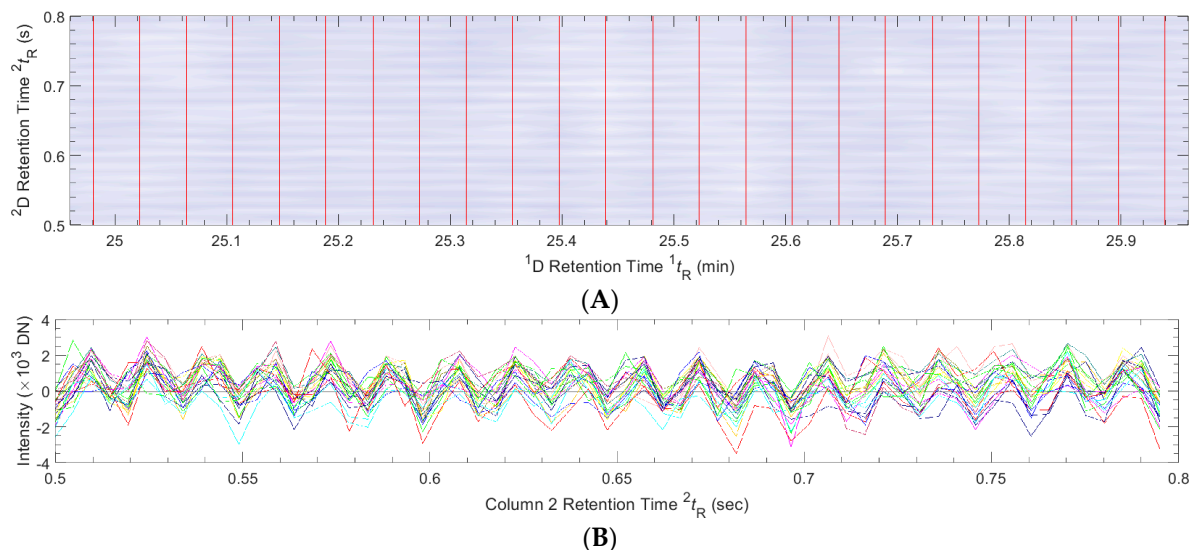 0.8
0.7
0.6
0.5
²D Retention Time ²t_R (s)
25 25.1 25.2 25.3 25.4 25.5 25.6 25.7 25.8 25.9
¹D Retention Time ¹t_R (min)
(A)
4
2
0
-2
-4
Intensity (× 10³ DN)
0.5 0.55 0.6 0.65 0.7 0.75 0.8
Column 2 Retention Time ²t_R (sec)
(B)